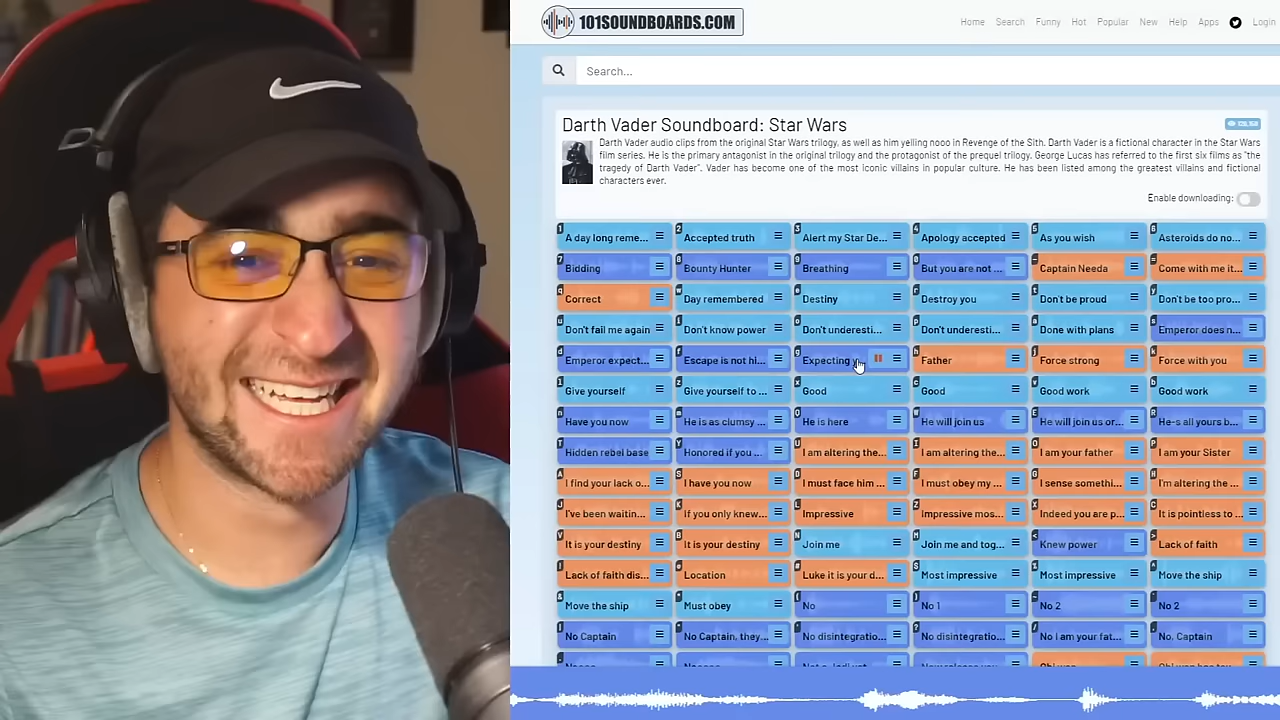 101SOUNDBOARDS.COM
Home Search Funny Hot Popular New Help Apps Login
Search...
Darth Vader Soundboard: Star Wars
Darth Vader audio clips from the original Star Wars trilogy, as well as him yelling nooo in Revenge of the Sith. Darth Vader is a fictional character in the Star Wars
film series. He is the primary antagonist in the original trilogy and the protagonist of the prequel trilogy. George Lucas has referred to the first six films as "the
tragedy of Darth Vader". Vader has become one of the most iconic villains in popular culture. He has been listed among the greatest villains and fictional
characters ever.
Enable downloading:
1 A day long reme... 2 Accepted truth 3 Alert my Star De... 4 Apology accepted 5 As you wish 6 Asteroids do no...
7 Bidding 8 Bounty Hunter 9 Breathing 0 But you are not ... - Captain Needa = Come with me it...
q Correct w Day remembered e Destiny r Destroy you t Don't be proud y Don't be too pro...
u Don't fail me again i Don't know power o Don't underesti... p Don't underesti... a Done with plans s Emperor does n...
d Emperor expect... f Escape is not hi... g Expecting h Father j Force strong k Force with you
l Give yourself z Give yourself to ... x Good c Good v Good work b Good work
n Have you now m He is as clumsy ... Q He is here W He will join us E He will join us or... R He-s all yours b...
T Hidden rebel base Y Honored if you ... U I am altering the... I I am altering the... O I am your father P I am your Sister
A I find your lack o... S I have you now D I must face him ... F I must obey my ... G I sense somethi... H I'm altering the ...
J I've been waitin... K If you only knew... L Impressive Z Impressive mos... X Indeed you are p... C It is pointless to ...
V It is your destiny B It is your destiny N Join me M Join me and tog... < Knew power > Lack of faith
! Lack of faith dis... @ Location # Luke it is your d... $ Most impressive % Most impressive ^ Move the ship
& Move the ship * Must obey ( No ) No 1 No 2 No 2
No Captain No Captain, they... No disintegratio... ? No disintegratio... No i am your fat... No, Captain